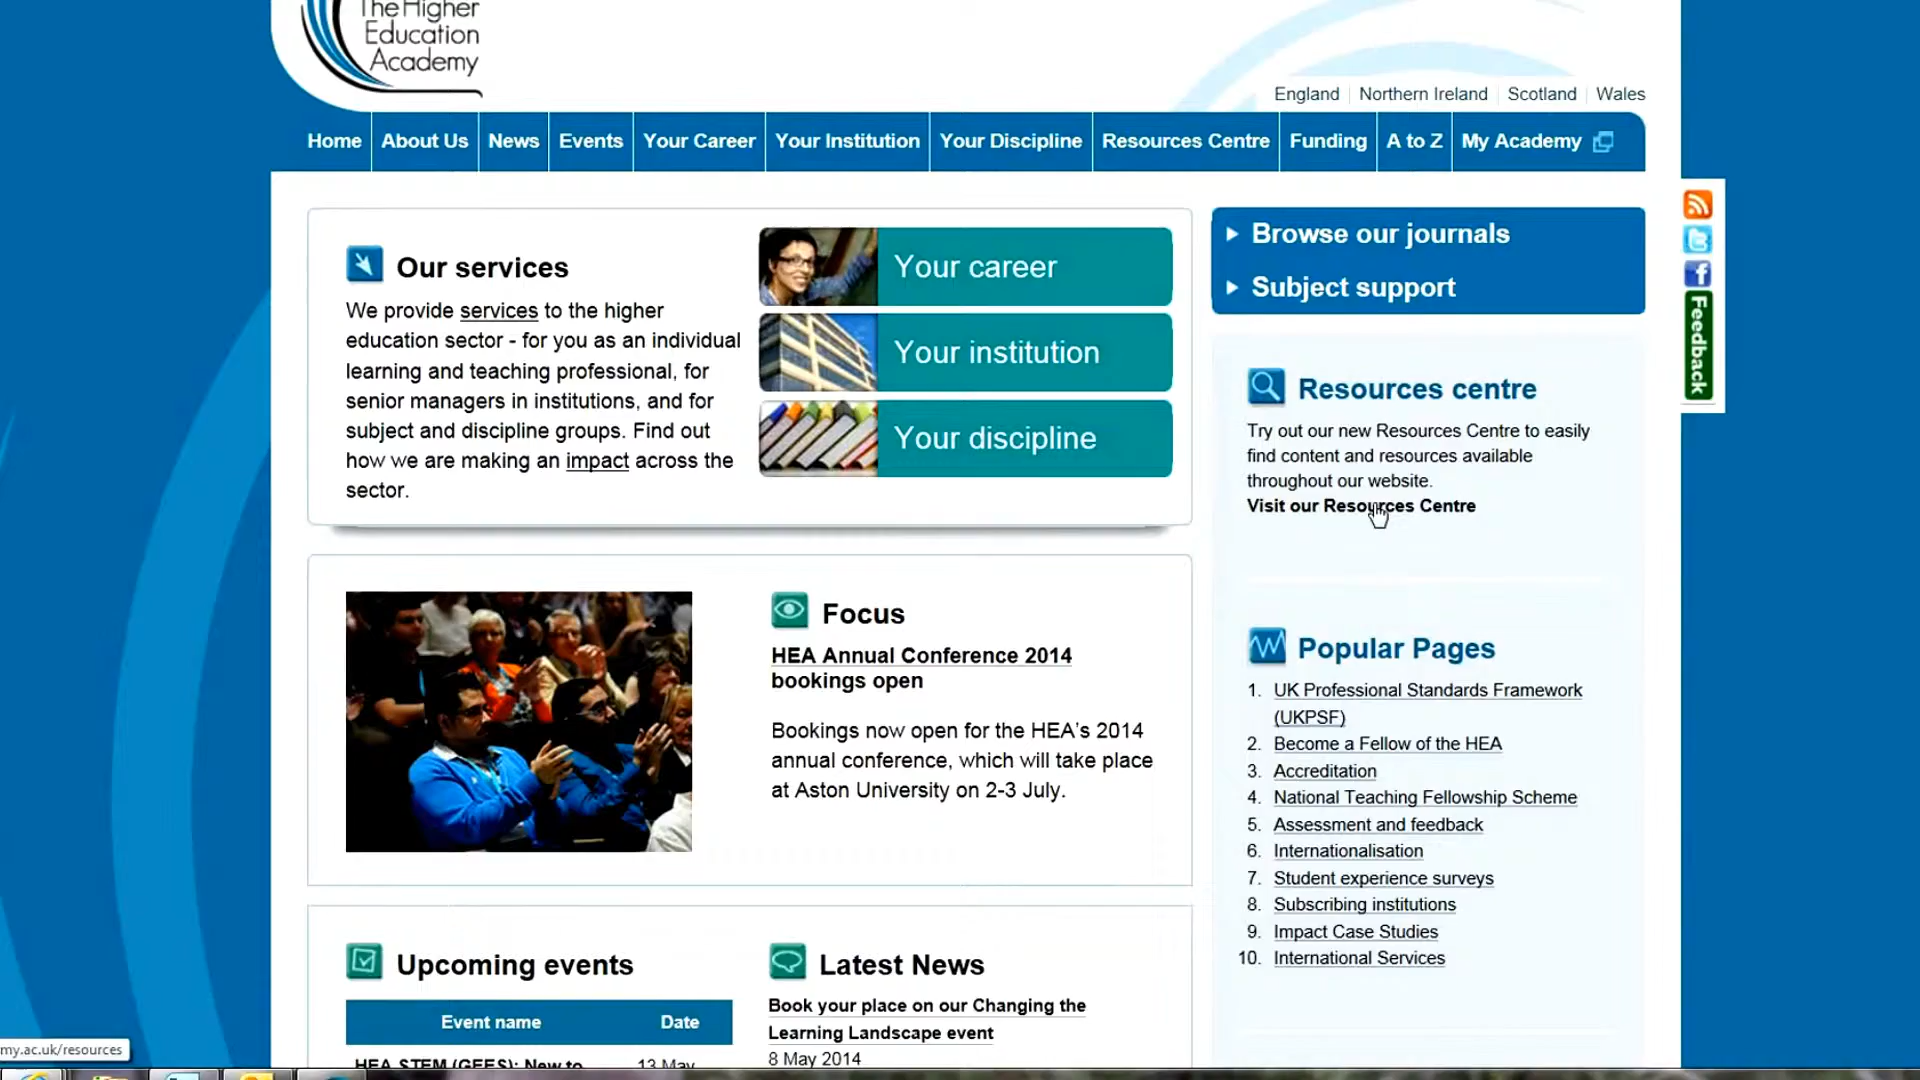 The Higher
Education
Academy
England Northern Ireland Scotland Wales
Home About Us News Events Your Career Your Institution Your Discipline Resources Centre Funding A to Z My Academy
Our services
We provide services to the higher
education sector - for you as an individual
learning and teaching professional, for
senior managers in institutions, and for
subject and discipline groups. Find out
how we are making an impact across the
sector.
Your career
Your institution
Your discipline
Browse our journals
Subject support
Feedback
Resources centre
Try out our new Resources Centre to easily
find content and resources available
throughout our website.
Visit our Resources Centre
Focus
HEA Annual Conference 2014
bookings open
Bookings now open for the HEA's 2014
annual conference, which will take place
at Aston University on 2-3 July.
Popular Pages
1. UK Professional Standards Framework
(UKPSF)
2. Become a Fellow of the HEA
3. Accreditation
4. National Teaching Fellowship Scheme
5. Assessment and feedback
6. Internationalisation
7. Student experience surveys
8. Subscribing institutions
9. Impact Case Studies
10. International Services
Upcoming events
Event name Date
HEA STEM (GEES): New to 13 May
Latest News
Book your place on our Changing the
Learning Landscape event
8 May 2014
my.ac.uk/resources